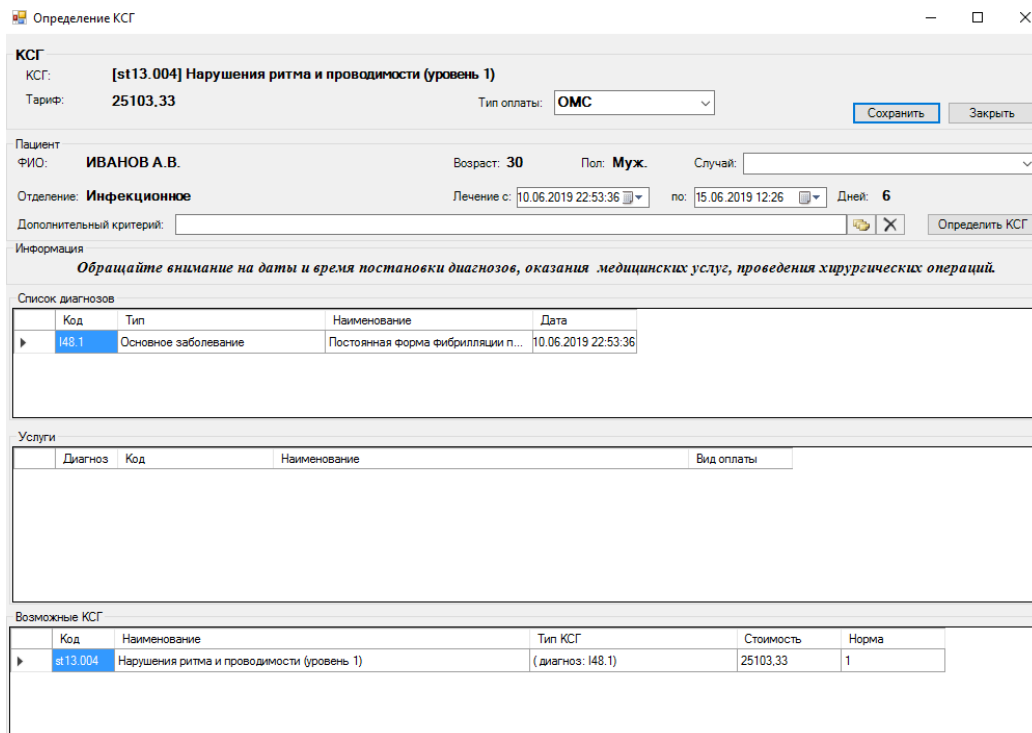 Определение КСГ
КСГ
КСГ: [st13.004] Нарушения ритма и проводимости (уровень 1)
Тариф: 25103,33 Тип оплаты: ОМС Сохранить Закрыть
Пациент
ФИО: ИВАНОВ А.В. Возраст: 30 Пол: Муж. Случай:
Отделение: Инфекционное Лечение с: 10.06.2019 22:53:36 по: 15.06.2019 12:26 Дней: 6
Дополнительный критерий: Определить КСГ
Информация
Обращайте внимание на даты и время постановки диагнозов, оказания медицинских услуг, проведения хирургических операций.
Список диагнозов
Код Тип Наименование Дата
I48.1 Основное заболевание Постоянная форма фибрилляции п... 10.06.2019 22:53:36
Услуги
Диагноз Код Наименование Вид оплаты
Возможные КСГ
Код Наименование Тип КСГ Стоимость Норма
st13.004 Нарушения ритма и проводимости (уровень 1) ( диагноз: I48.1) 25103,33 1